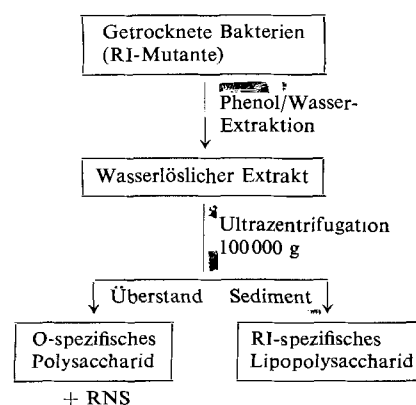 Getrocknete Bakterien
(RI-Mutante)
Phenol/Wasser-
Extraktion
Wasserlöslicher Extrakt
Ultrazentrifugation
100000 g
Überstand Sediment
O-spezifisches
Polysaccharid
+ RNS
RI-spezifisches
Lipopolysaccharid